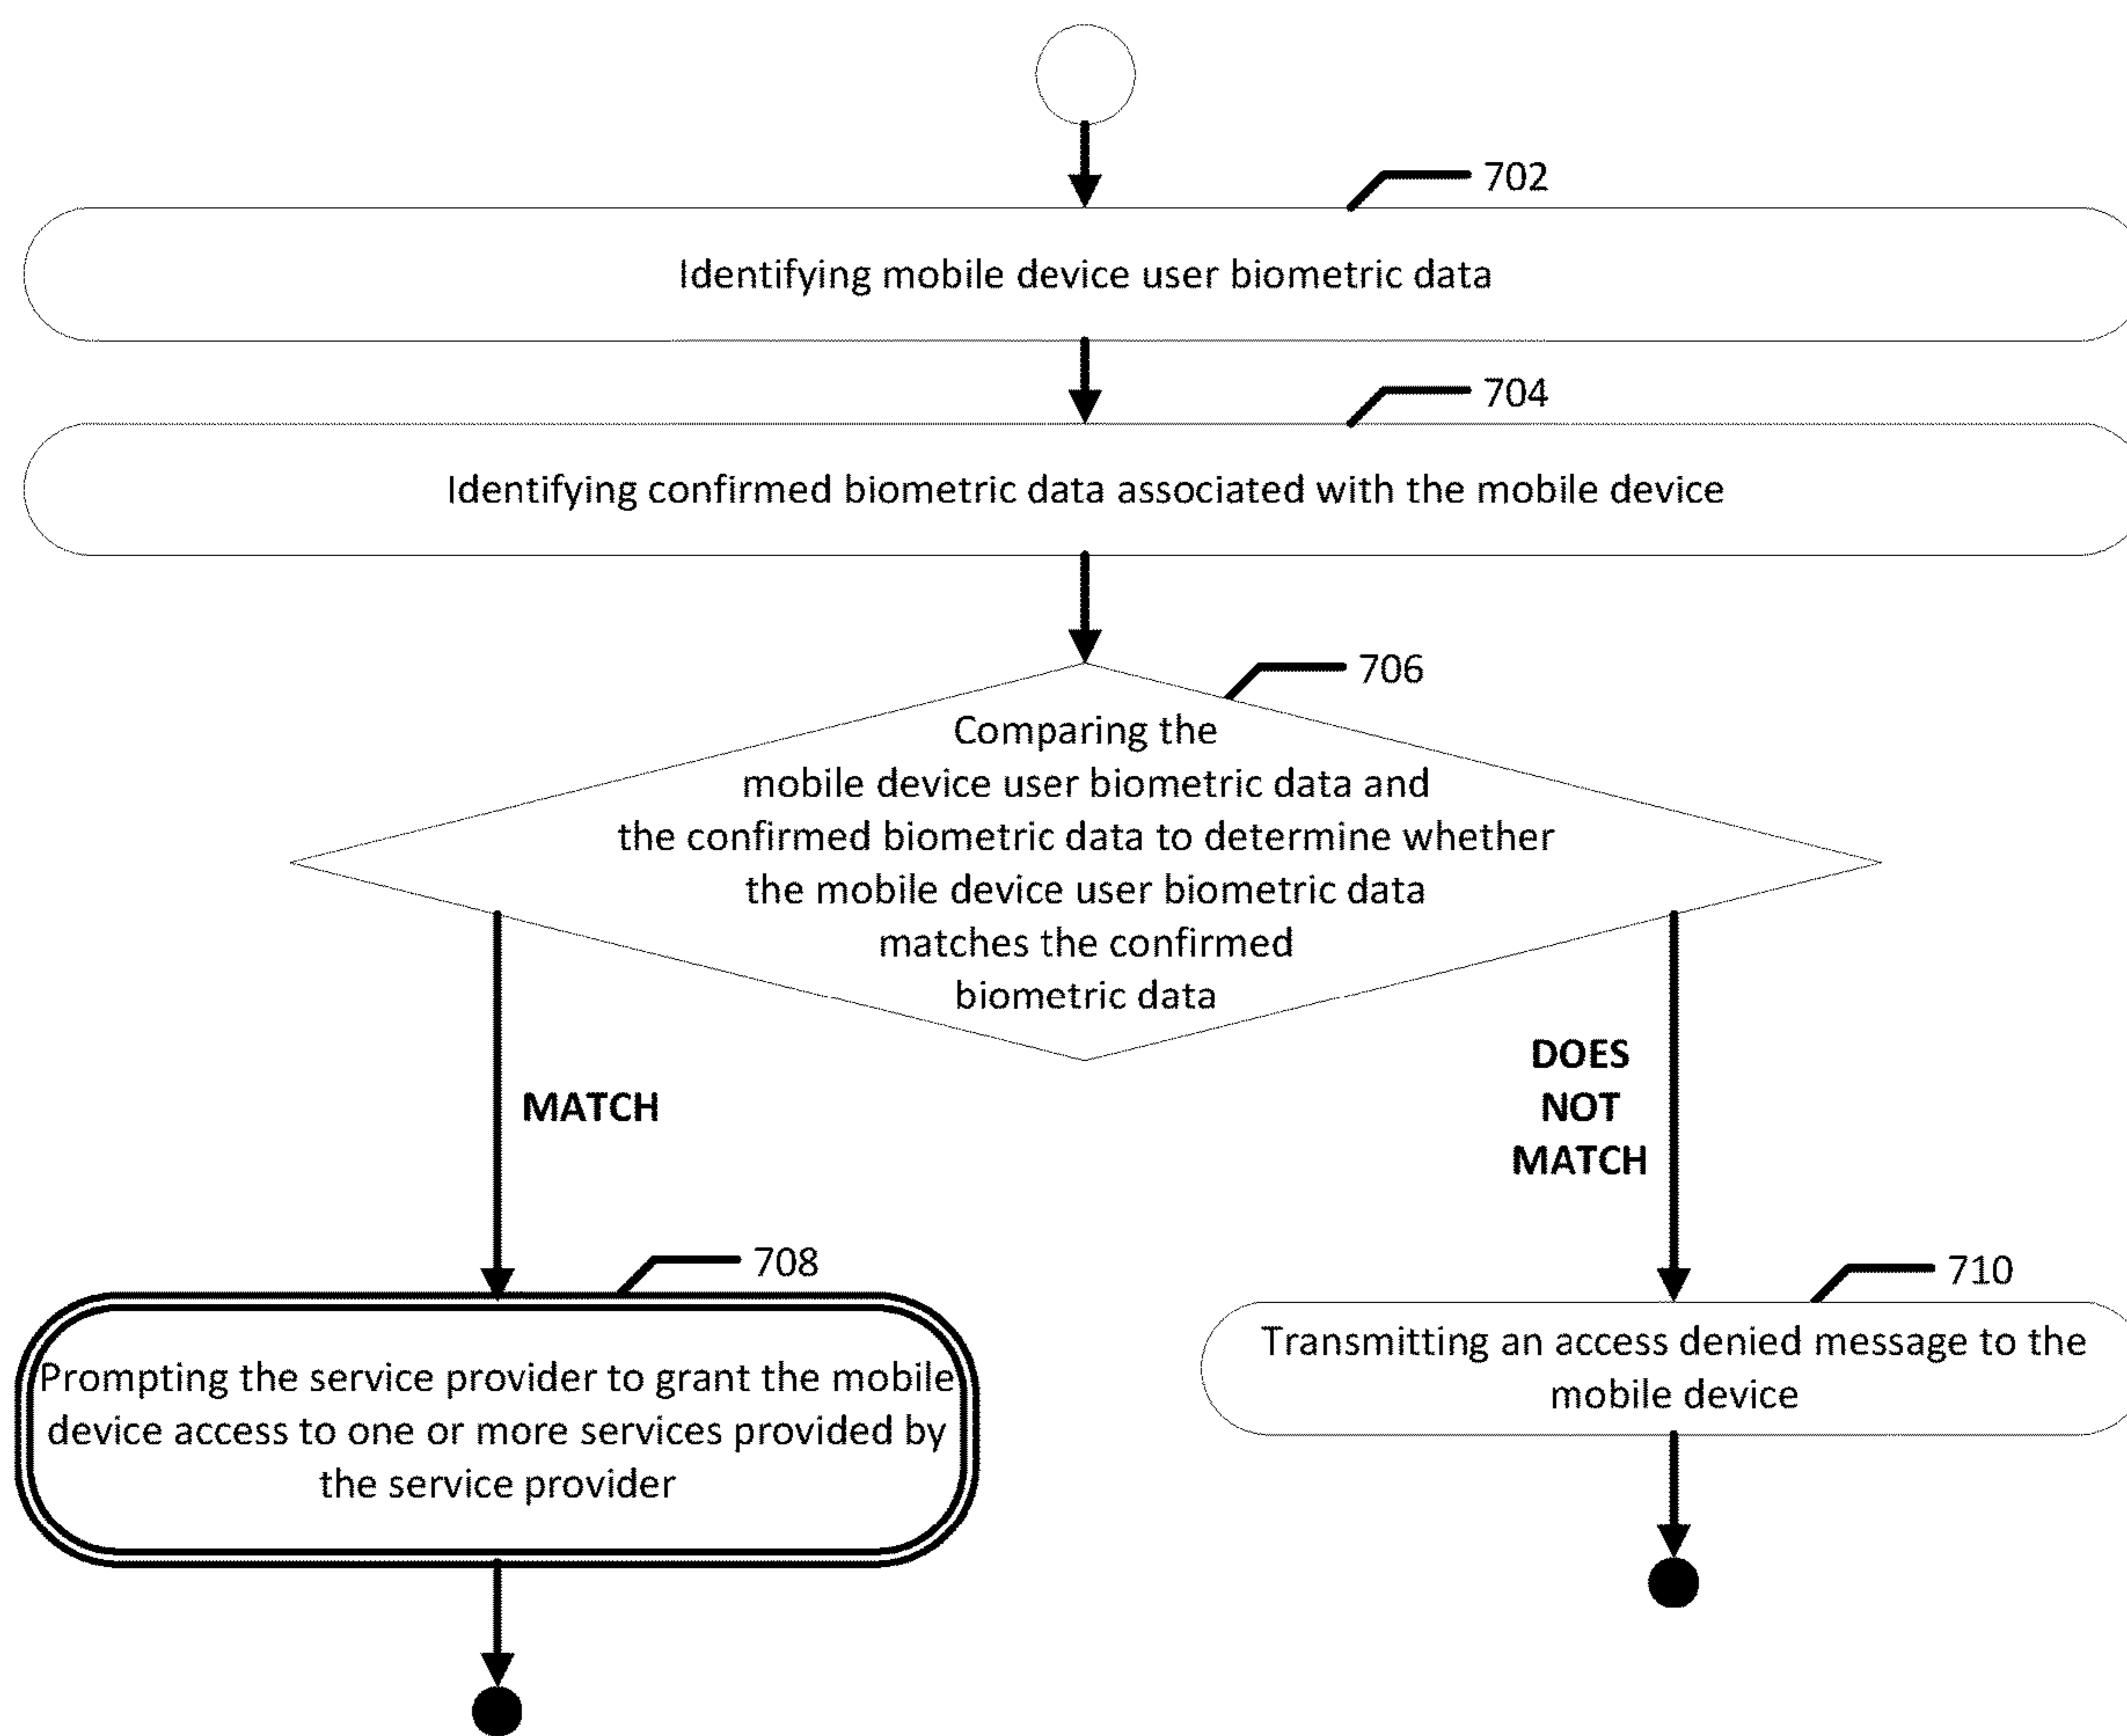 702
Identifying mobile device user biometric data
704
Identifying confirmed biometric data associated with the mobile device
706
Comparing the
mobile device user biometric data and
the confirmed biometric data to determine whether
the mobile device user biometric data
matches the confirmed
biometric data
MATCH
DOES
NOT
MATCH
708
Prompting the service provider to grant the mobile
device access to one or more services provided by
the service provider
710
Transmitting an access denied message to the
mobile device